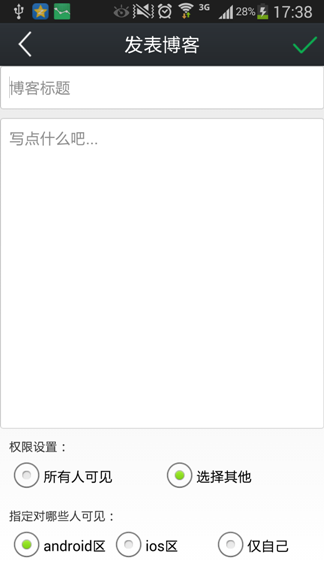 3G 28% 17:38
发表博客
博客标题
写点什么吧...
权限设置：
所有人可见 选择其他
指定对哪些人可见：
android区 ios区 仅自己